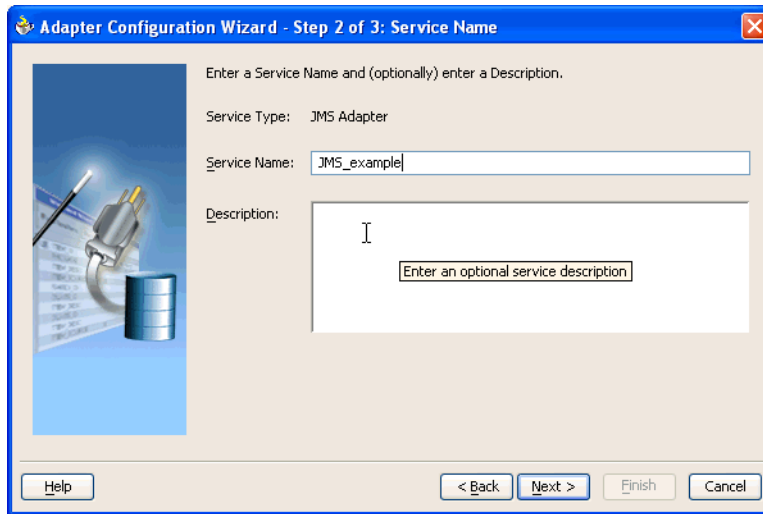 Adapter Configuration Wizard - Step 2 of 3: Service Name
Enter a Service Name and (optionally) enter a Description.
Service Type: JMS Adapter
Service Name: JMS_example
Description:
Enter an optional service description
Help < Back Next > Finish Cancel